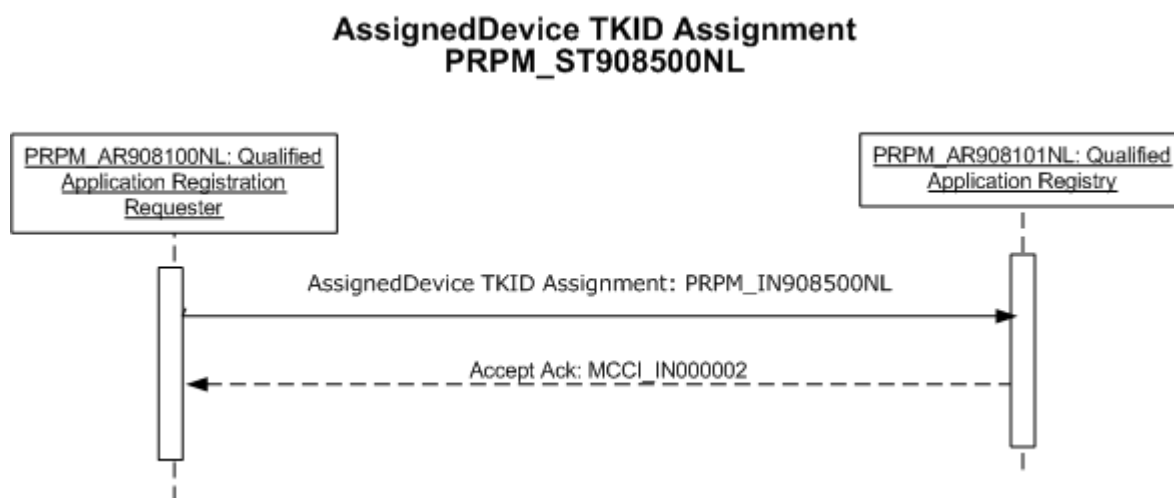 AssignedDevice TKID Assignment
PRPM_ST908500NL
PRPM_AR908100NL: Qualified
Application Registration
Requester
PRPM_AR908101NL: Qualified
Application Registry
AssignedDevice TKID Assignment: PRPM_IN908500NL
Accept Ack: MCCI_IN000002